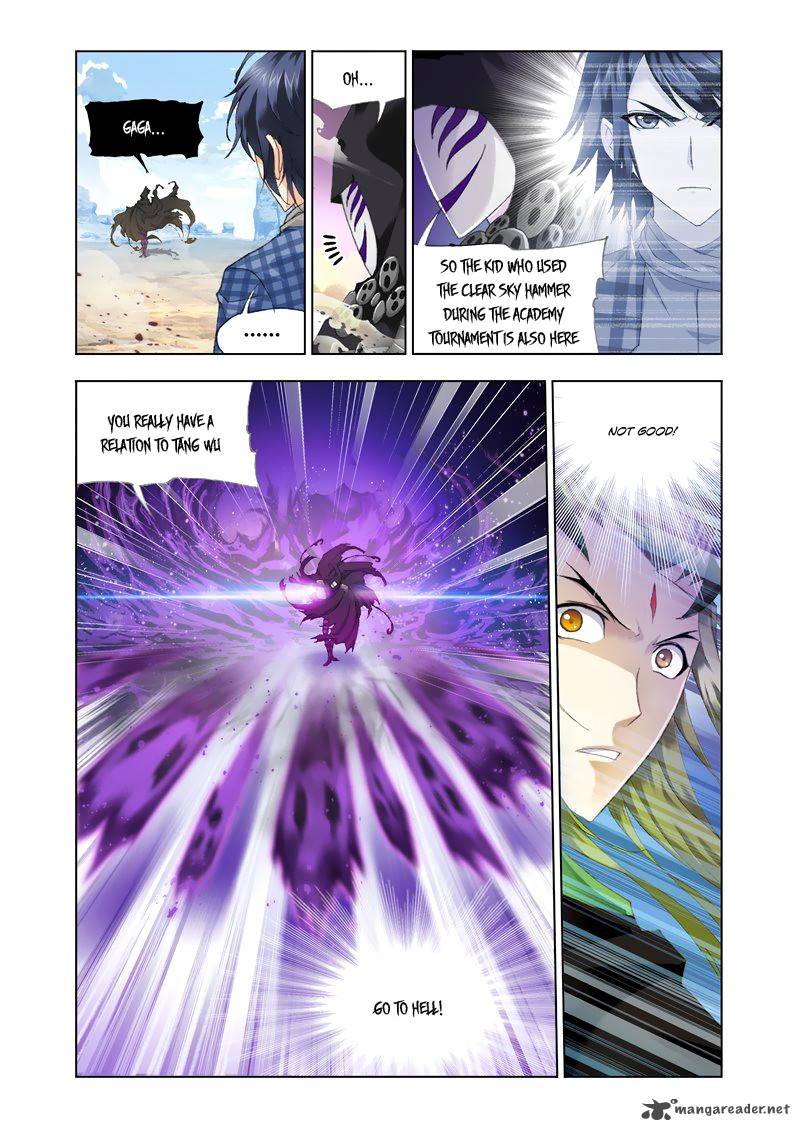 GAGA...
......
OH...
SO THE KID WHO USED
THE CLEAR SKY HAMMER
DURING THE ACADEMY
TOURNAMENT IS ALSO HERE
YOU REALLY HAVE A
RELATION TO TANG WU
NOT GOOD!
GO TO HELL!
mangareader.net